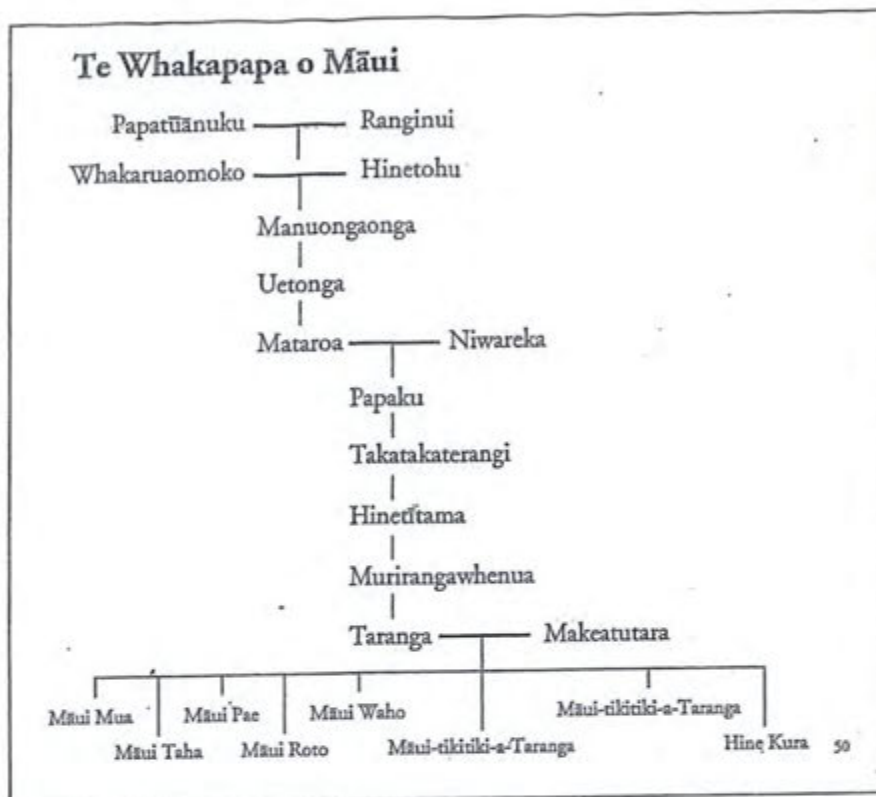 Te Whakapapa o Māui
Papatūānuku Ranginui
Whakaruaomoko Hinetohu
Manuongaonga
Uetonga
Mataroa Niwareka
Papaku
Takatakaterangi
Hinetītama
Murirangawhenua
Taranga Makeatutara
Māui Mua Māui Pae Māui Waho Māui-tikitiki-a-Taranga
Māui Taha Māui Roto Māui-tikitiki-a-Taranga Hine Kura 50